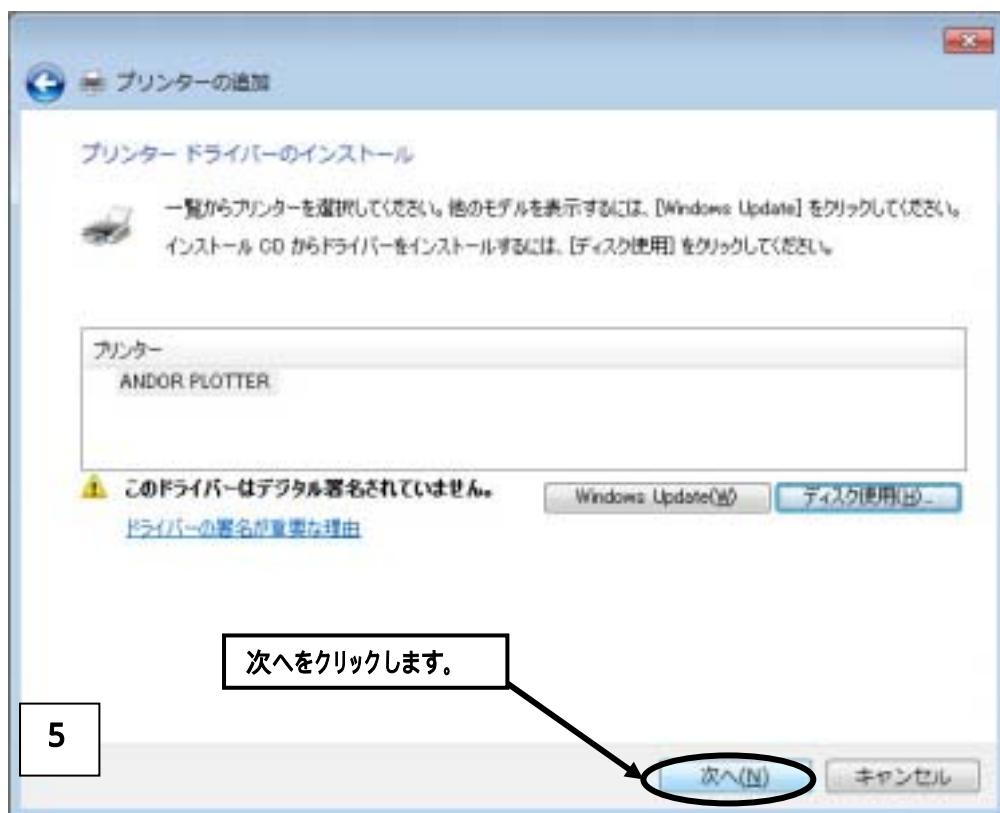 プリンターの追加
プリンター ドライバーのインストール
一覧からプリンターを選択してください。他のモデルを表示するには、[Windows Update] をクリックしてください。
インストール CD からドライバーをインストールするには、[ディスク使用] をクリックしてください。
プリンター
ANDOR PLOTTER
このドライバーはデジタル署名されていません。
Windows Update(W)
ディスク使用(H)...
ドライバーの署名が重要な理由
次へをクリックします。
5
次へ(N)
キャンセル